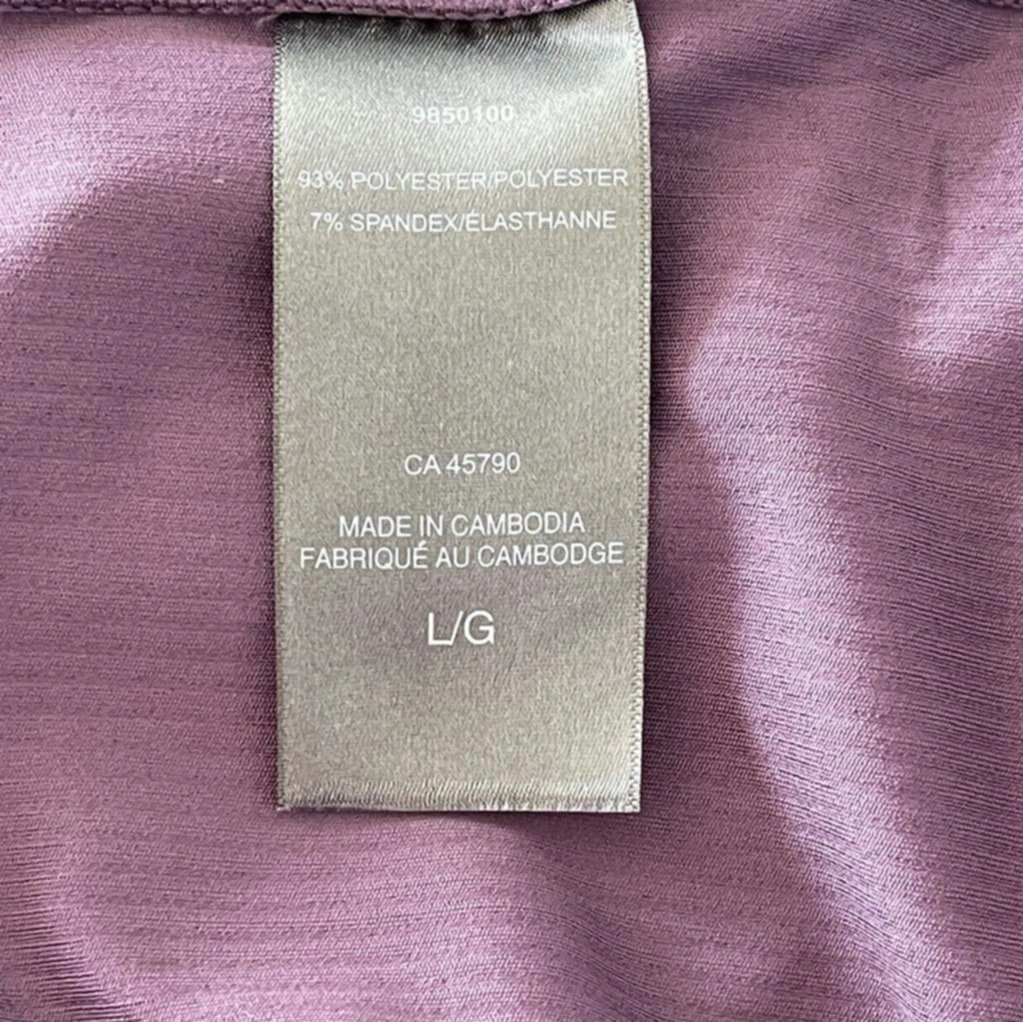 9850100
93% POLYESTER/POLYESTER
7% SPANDEX/ÉLASTHANNE
CA 45790
MADE IN CAMBODIA
FABRIQUÉ AU CAMBODGE
L/G